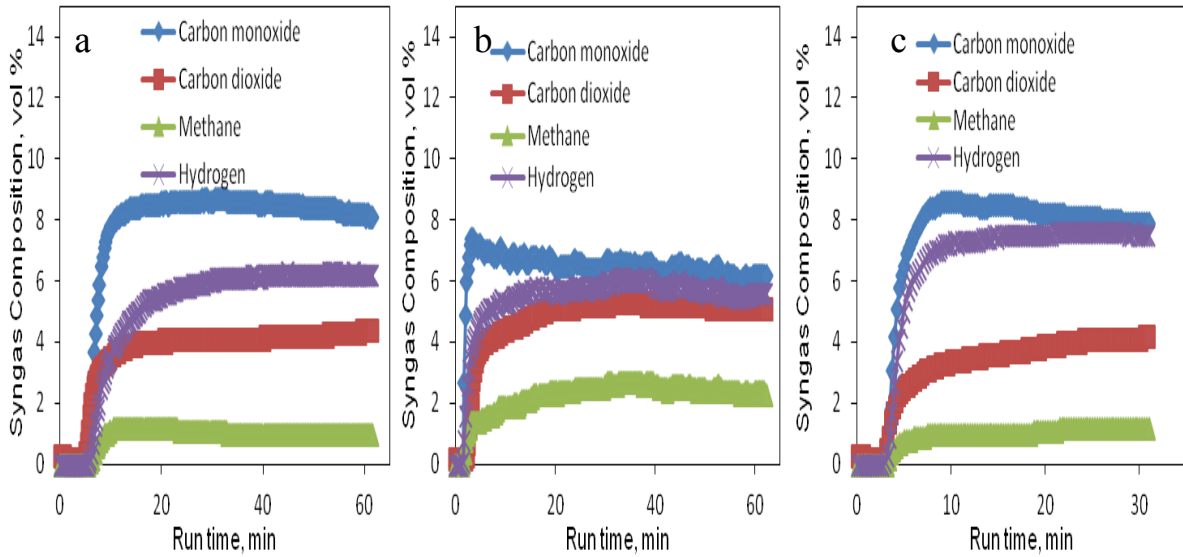 a
Syngas Composition, vol %
14
12
10
8
6
4
2
0
Carbon monoxide
Carbon dioxide
Methane
Hydrogen
0 20 40 60
Run time, min
b
Syngas Composition, vol %
14
12
10
8
6
4
2
0
Carbon monoxide
Carbon dioxide
Methane
Hydrogen
0 20 40 60
Run time, min
c
Syngas Composition, vol %
14
12
10
8
6
4
2
0
Carbon monoxide
Carbon dioxide
Methane
Hydrogen
0 10 20 30
Run time, min